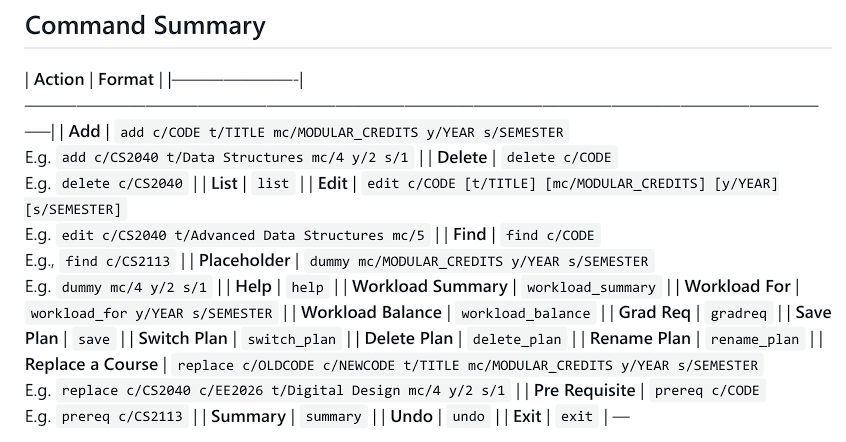 Command Summary
| Action | Format | |——————————-|
——————————————————————————————————————————————
——| | Add | add c/CODE t/TITLE mc/MODULAR_CREDITS y/YEAR s/SEMESTER
E.g. add c/CS2040 t/Data Structures mc/4 y/2 s/1 | | Delete | delete c/CODE
E.g. delete c/CS2040 | | List | list | | Edit | edit c/CODE [t/TITLE] [mc/MODULAR_CREDITS] [y/YEAR]
[s/SEMESTER]
E.g. edit c/CS2040 t/Advanced Data Structures mc/5 | | Find | find c/CODE
E.g., find c/CS2113 | | Placeholder | dummy mc/MODULAR_CREDITS y/YEAR s/SEMESTER
E.g. dummy mc/4 y/2 s/1 | | Help | help | | Workload Summary | workload_summary | | Workload For |
workload_for y/YEAR s/SEMESTER | | Workload Balance | workload_balance | | Grad Req | gradreq | | Save
Plan | save | | Switch Plan | switch_plan | | Delete Plan | delete_plan | | Rename Plan | rename_plan | |
Replace a Course | replace c/OLDCODE c/NEWCODE t/TITLE mc/MODULAR_CREDITS y/YEAR s/SEMESTER
E.g. replace c/CS2040 c/EE2026 t/Digital Design mc/4 y/2 s/1 | | Pre Requisite | prereq c/CODE
E.g. prereq c/CS2113 | | Summary | summary | | Undo | undo | | Exit | exit | —